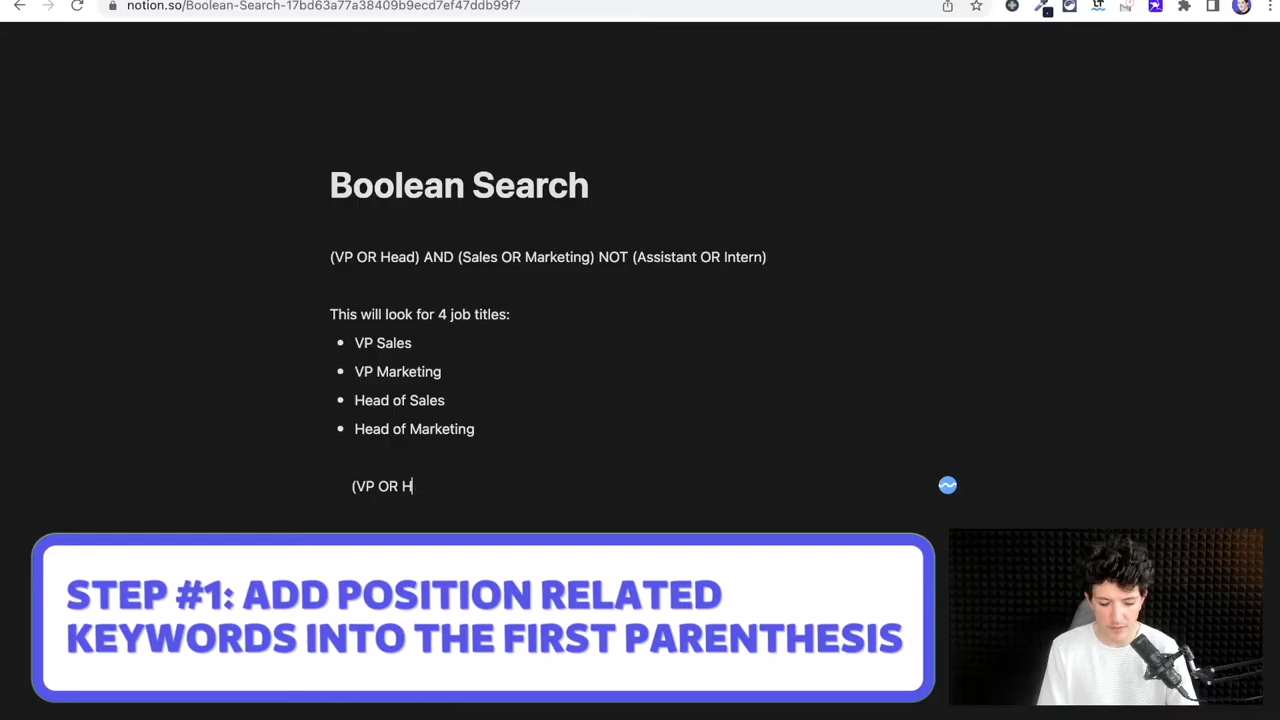 notion.so/Boolean-Search-17bd63a77a38409b9ecd7ef47ddb99f7
Boolean Search
(VP OR Head) AND (Sales OR Marketing) NOT (Assistant OR Intern)
This will look for 4 job titles:
VP Sales
VP Marketing
Head of Sales
Head of Marketing
(VP OR H
STEP #1: ADD POSITION RELATED
KEYWORDS INTO THE FIRST PARENTHESIS